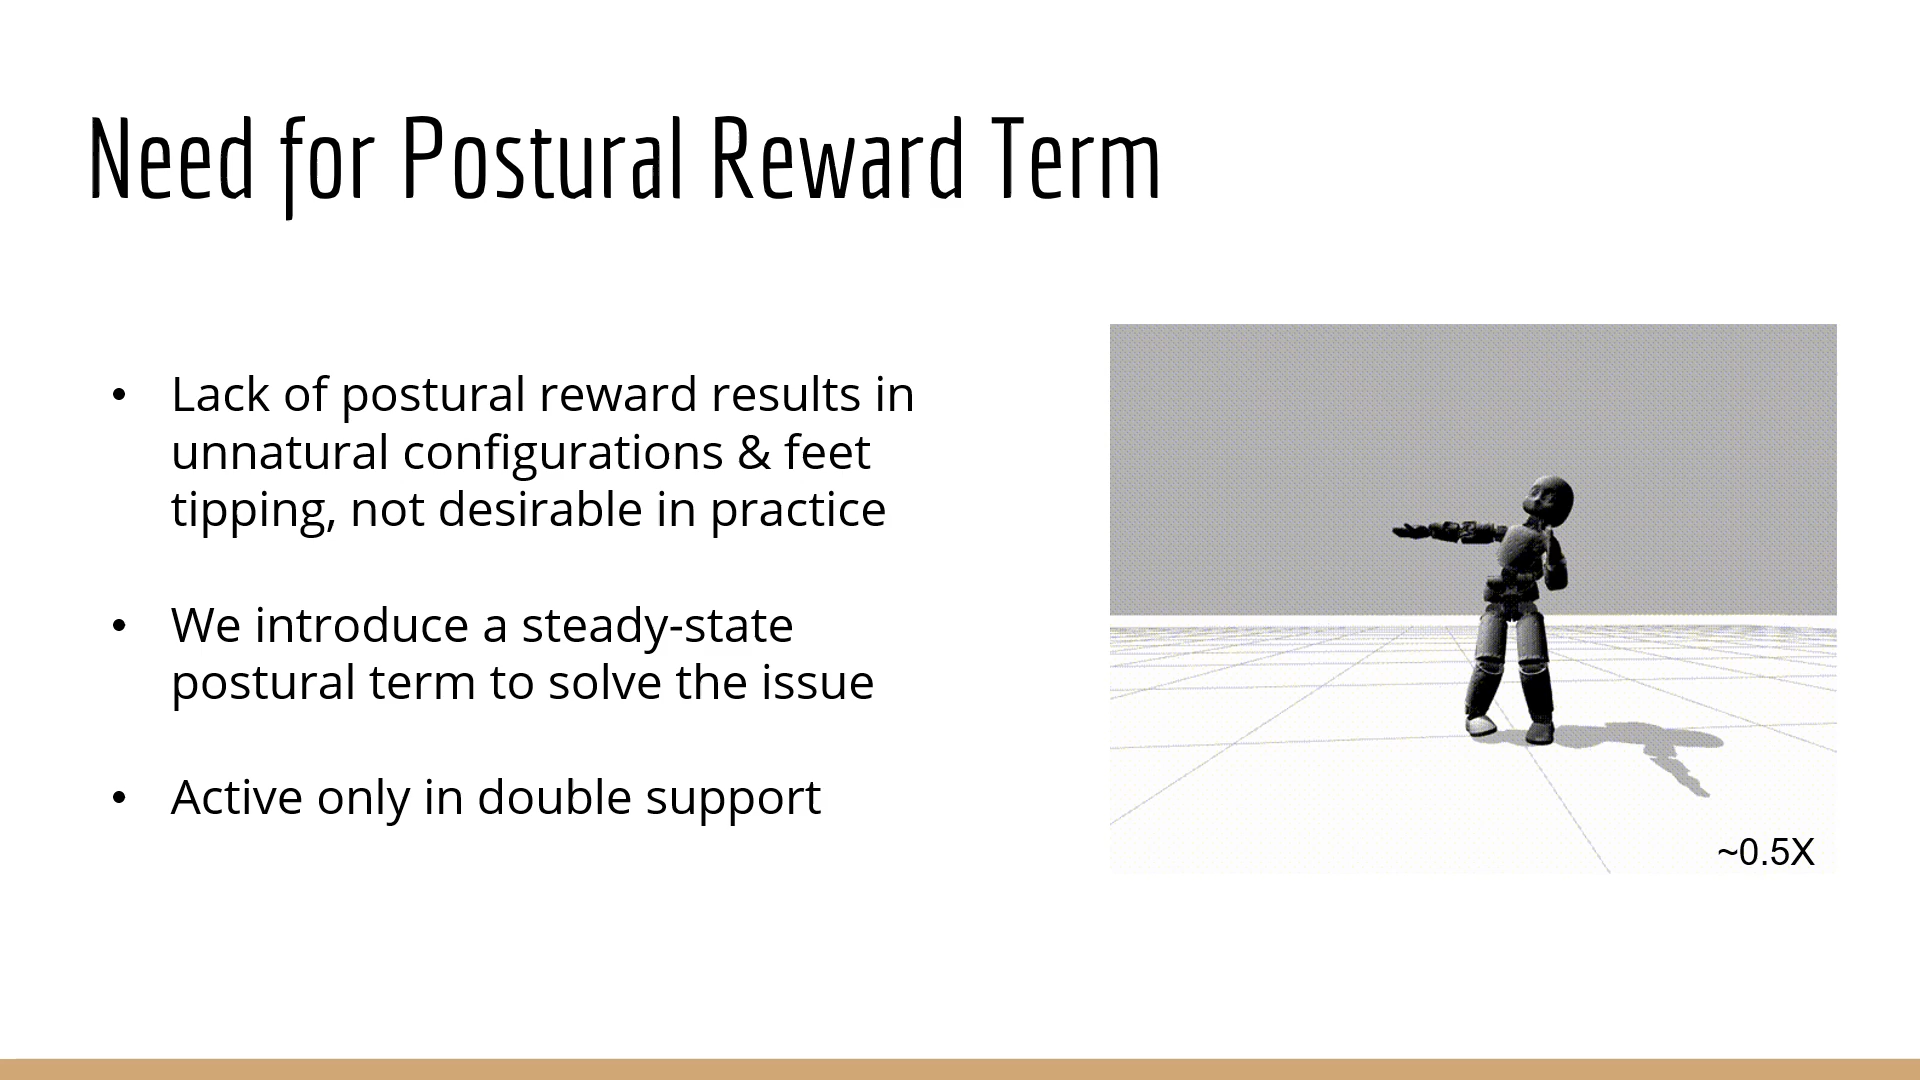 Need for Postural Reward Term
• Lack of postural reward results in
unnatural configurations & feet
tipping, not desirable in practice
• We introduce a steady-state
postural term to solve the issue
• Active only in double support
~0.5X